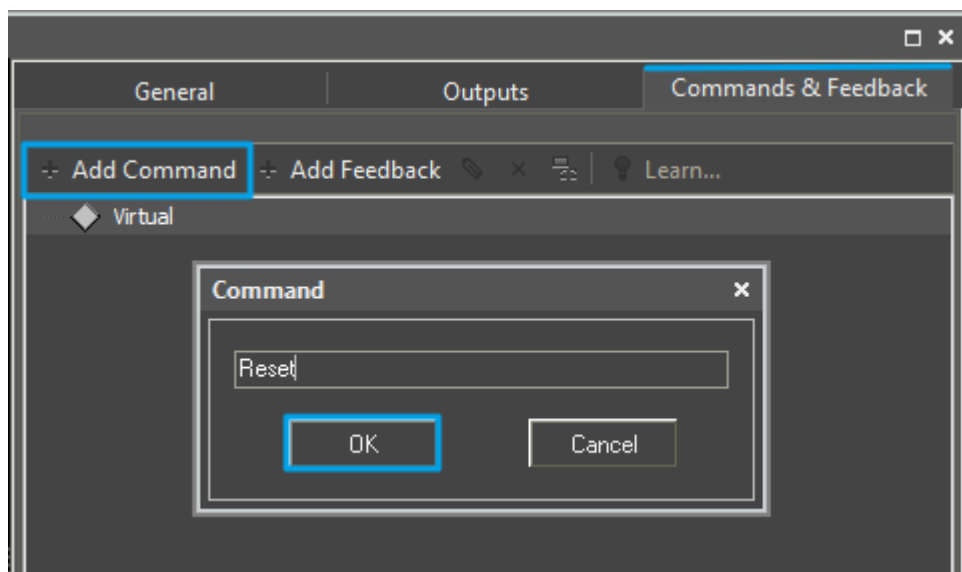 General Outputs Commands & Feedback
Add Command Add Feedback Learn...
Virtual
Command
Reset
OK Cancel